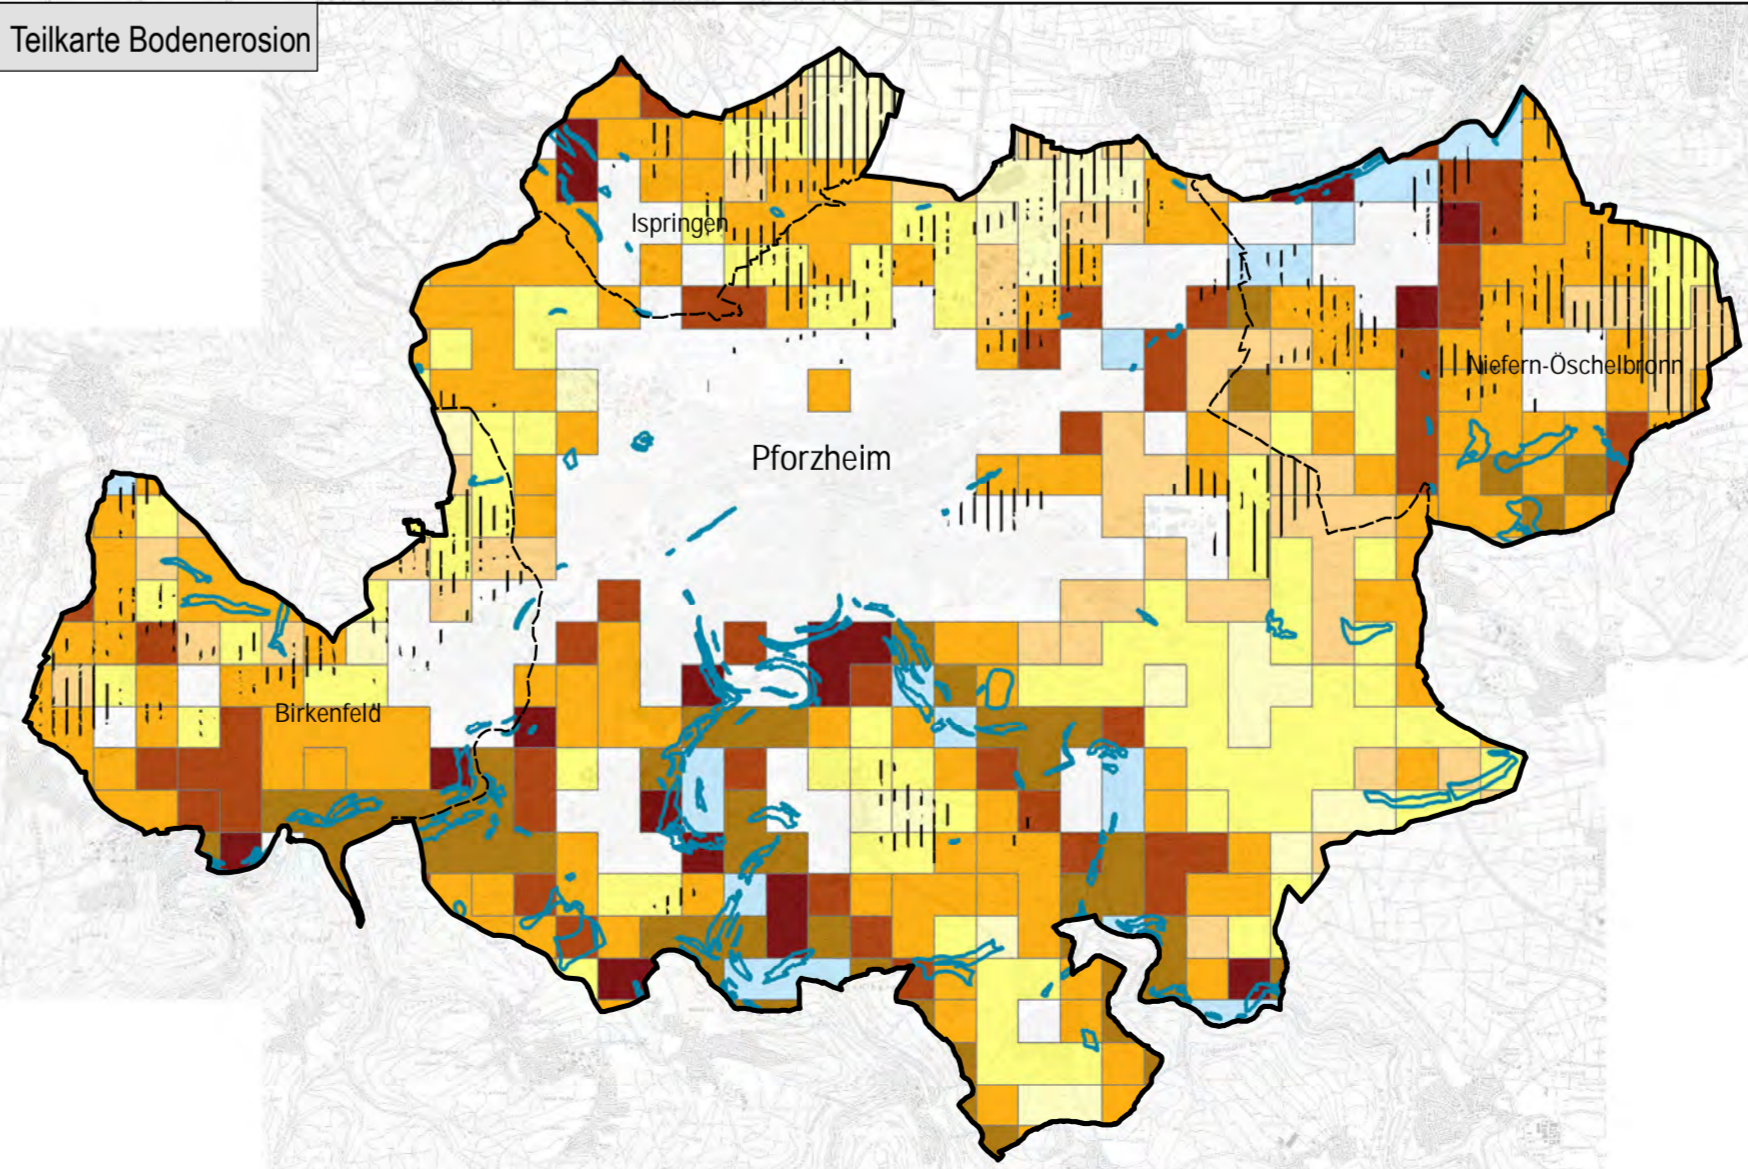 Teilkarte Bodenerosion
Ispringen
Niefern-Öschelbronn
Pforzheim
Birkenfeld